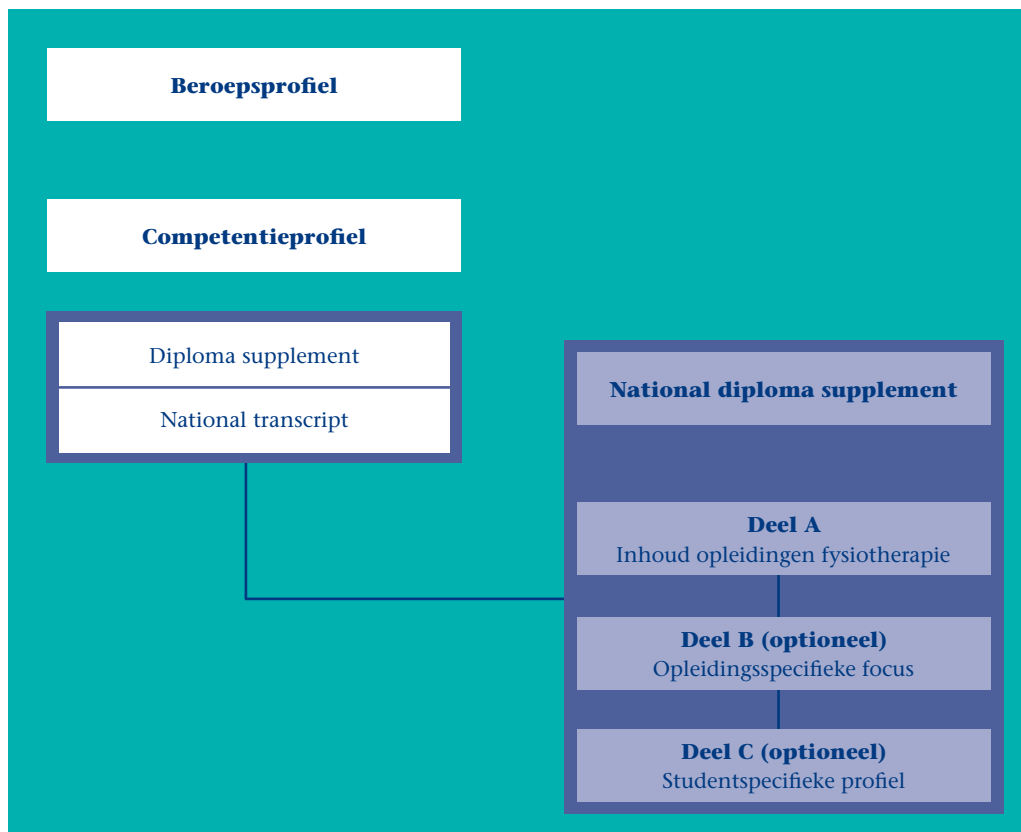 Beroepsprofiel
Competentieprofiel
Diploma supplement
National transcript
National diploma supplement
Deel A
Inhoud opleidingen fysiotherapie
Deel B (optioneel)
Opleidingsspecifieke focus
Deel C (optioneel)
Studentspecifieke profiel